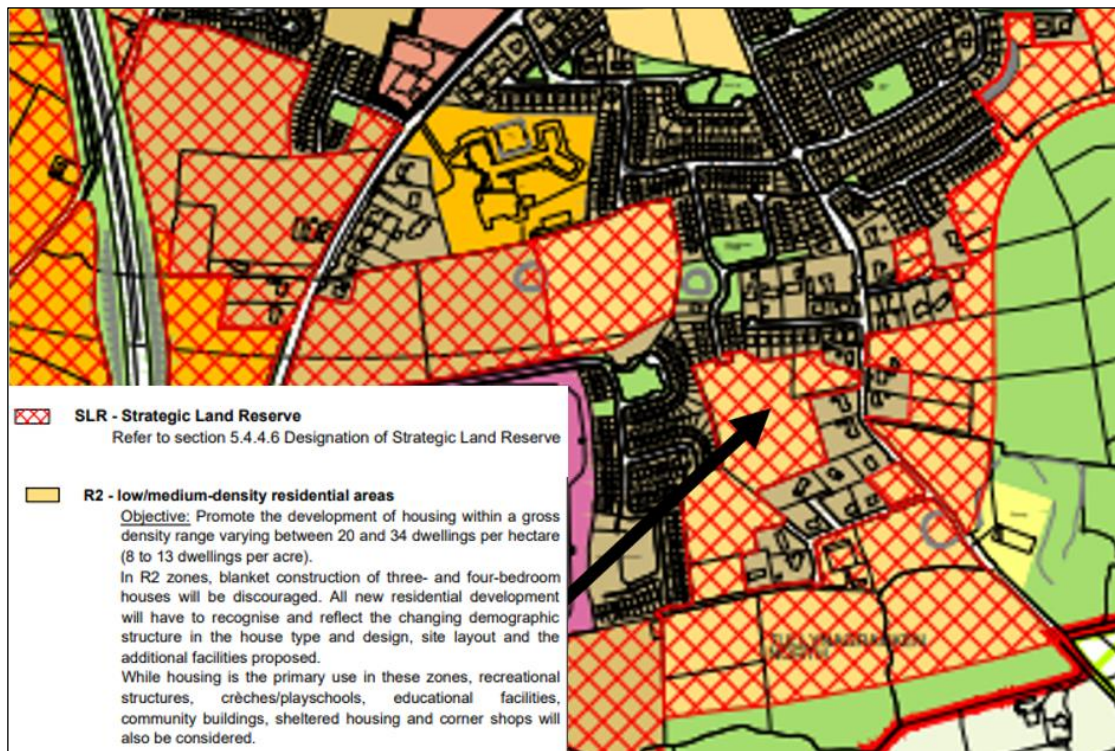 SLR - Strategic Land Reserve
Refer to section 5.4.4.6 Designation of Strategic Land Reserve
R2 - low/medium-density residential areas
Objective: Promote the development of housing within a gross
density range varying between 20 and 34 dwellings per hectare
(8 to 13 dwellings per acre).
In R2 zones, blanket construction of three- and four-bedroom
houses will be discouraged. All new residential development
will have to recognise and reflect the changing demographic
structure in the house type and design, site layout and the
additional facilities proposed.
While housing is the primary use in these zones, recreational
structures, crèches/playschools, educational facilities,
community buildings, sheltered housing and corner shops will
also be considered.